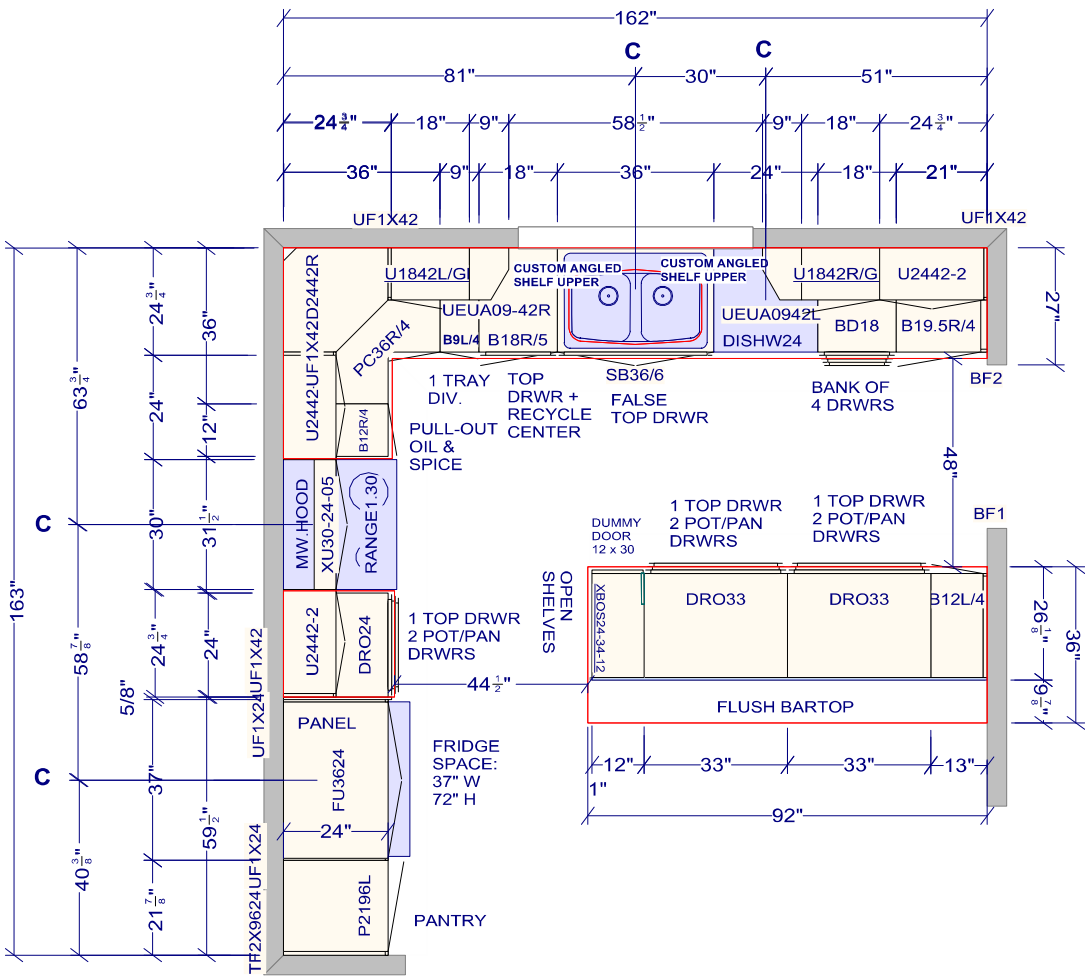 162"
C
C
81"
30"
51"
24 3/4"
18"
9"
58 1/2"
9"
18"
24 3/4"
36"
9"
18"
36"
24"
18"
21"
UF1X42
UF1X42
U1842L/GI
CUSTOM ANGLED
SHELF UPPER
CUSTOM ANGLED
SHELF UPPER
U1842R/G
U2442-2
UEUA09-42R
UEUA0942L
B9L/4
B18R/5
DISHW24
BD18
B19.5R/4
27"
UF1X42D2442R
PC36R/4
U2442-
B12R/4
1 TRAY
DIV.
TOP
DRWR +
RECYCLE
CENTER
SB36/6
FALSE
TOP DRWR
BANK OF
4 DRWRS
BF2
PULL-OUT
OIL &
SPICE
24 3/4"
36"
63 3/4"
24"
12"
48"
C
MW.HOOD
XU30-24-05
RANGE1.30
30"
31 1/2"
163"
1 TOP DRWR
2 POT/PAN
DRWRS
1 TOP DRWR
2 POT/PAN
DRWRS
BF1
DUMMY
DOOR
12 x 30
OPEN
SHELVES
XBOS24-34-12
DRO33
DRO33
B12L/4
26 1/8"
36"
9 7/8"
FLUSH BARTOP
U2442-2
DRO24
1 TOP DRWR
2 POT/PAN
DRWRS
44 1/2"
58 7/8"
24 3/4"
24"
5/8"
UF1X24UF1X42
PANEL
FU3624
FRIDGE
SPACE:
37" W
72" H
12"
33"
33"
13"
1"
92"
C
37"
59 1/2"
24"
40 3/8"
21 7/8"
TF2X9624UF1X24
P2196L
PANTRY